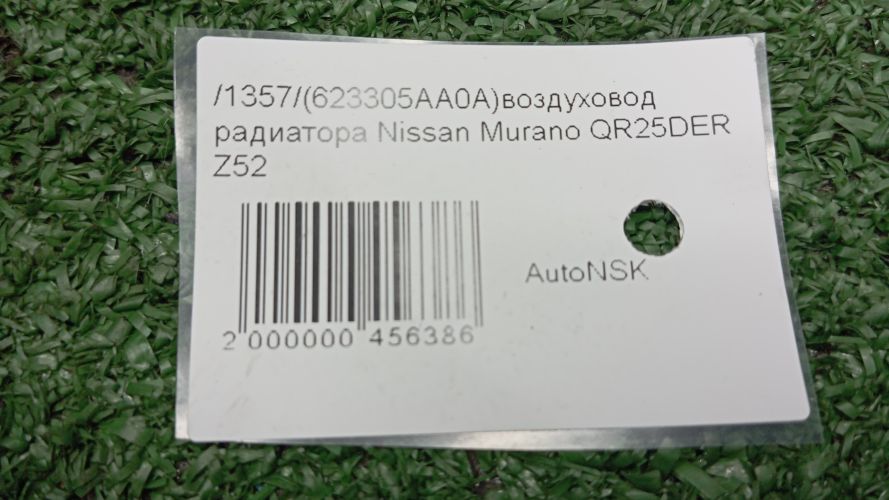 /1357/(623305AA0A)воздуховод
радиатора Nissan Murano QR25DER
Z52
AutoNSK
2 000000 456386